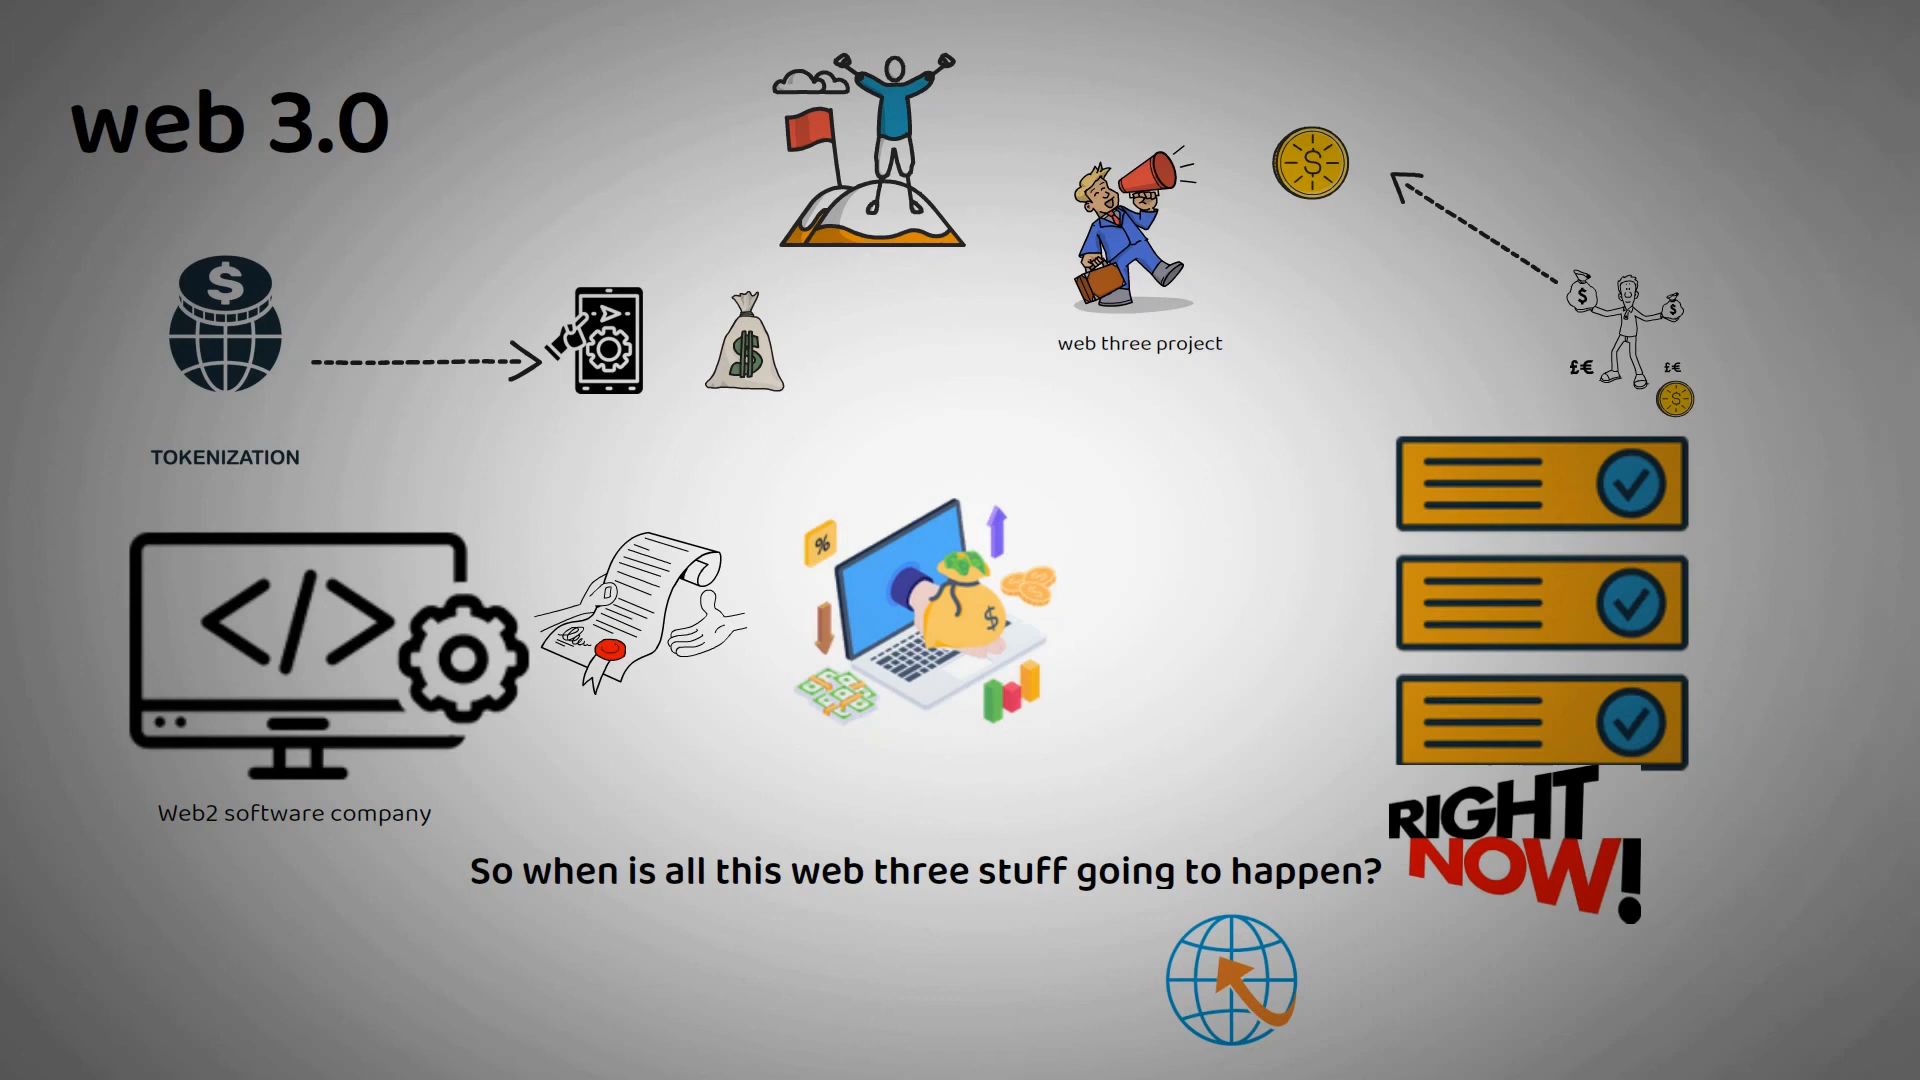 web 3.0
TOKENIZATION
web three project
£€
£€
%
Web2 software company
So when is all this web three stuff going to happen?
RIGHT
NOW!